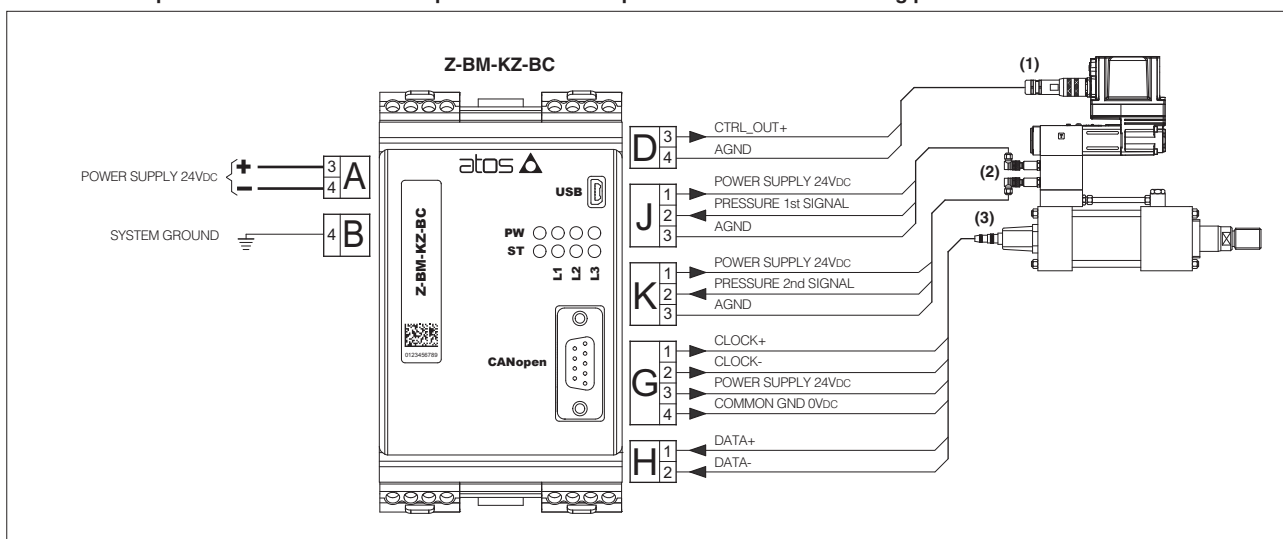 Z-BM-KZ-BC
(1)
D
3 CTRL_OUT+
4 AGND
atos
USB
POWER SUPPLY 24VDC
+
-
3
4
A
(2)
J
1 POWER SUPPLY 24VDC
2 PRESSURE 1st SIGNAL
3 AGND
SYSTEM GROUND
4
B
Z-BM-KZ-BC
PW
ST
L1
L2
L3
(3)
K
1 POWER SUPPLY 24VDC
2 PRESSURE 2nd SIGNAL
3 AGND
0123456789
CANopen
G
1 CLOCK+
2 CLOCK-
3 POWER SUPPLY 24VDC
4 COMMON GND 0VDC
H
1 DATA+
2 DATA-